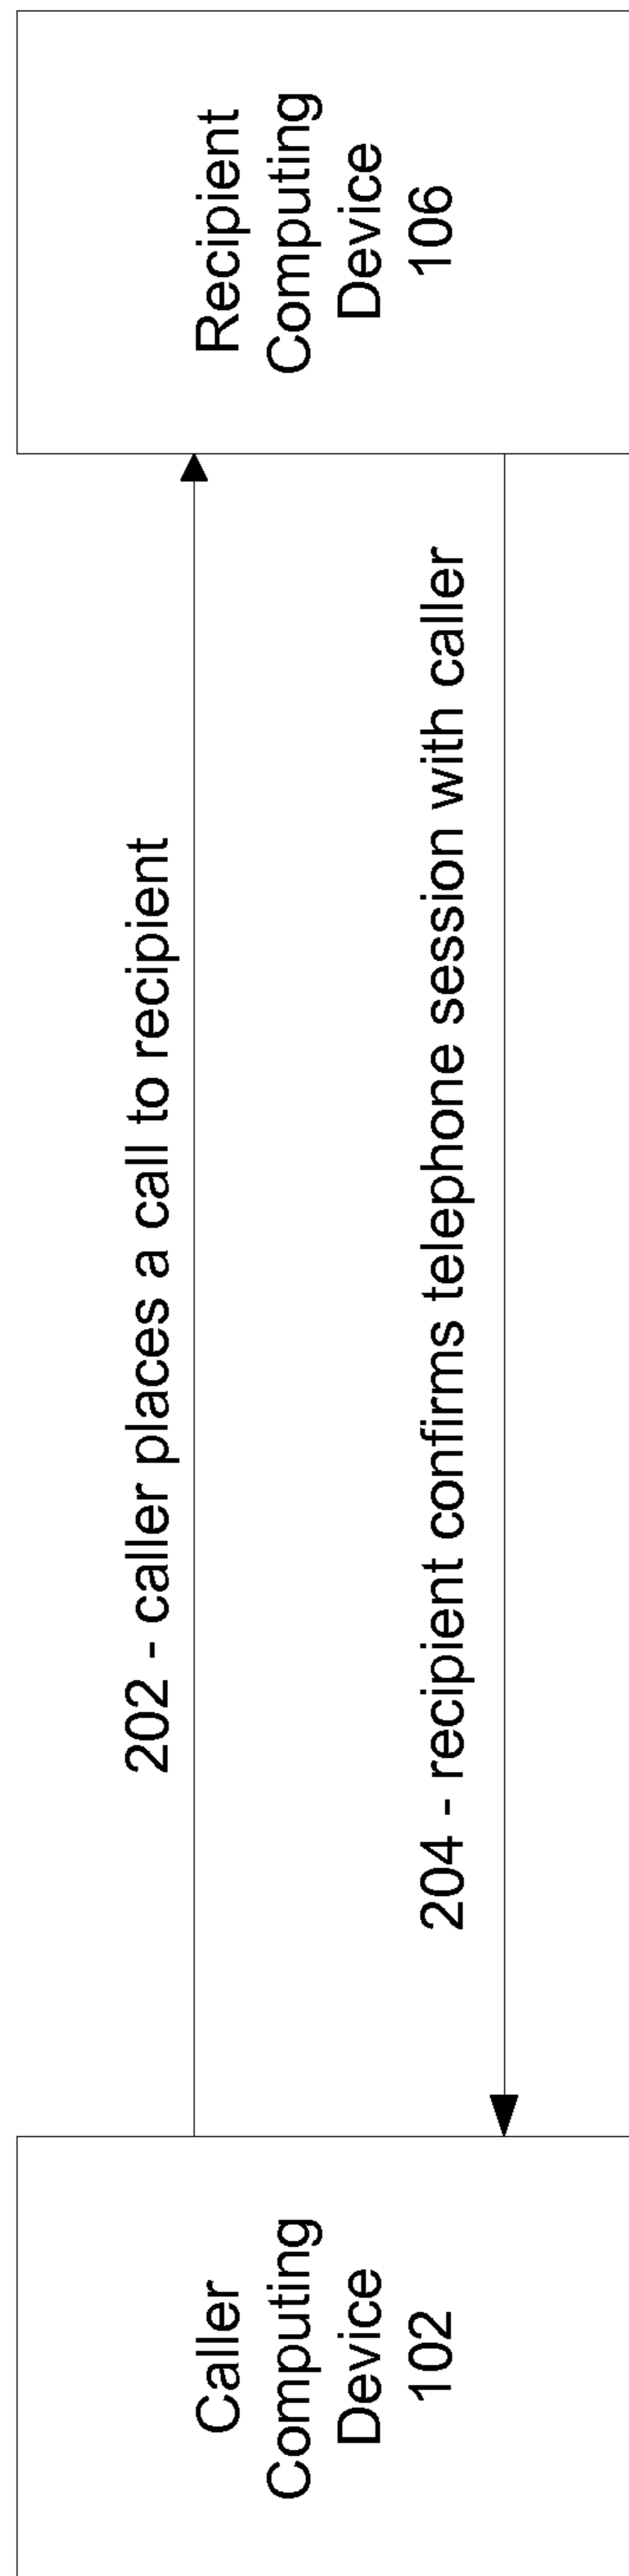 Caller
Computing
Device
102
202 - caller places a call to recipient
204 - recipient confirms telephone session with caller
Recipient
Computing
Device
106